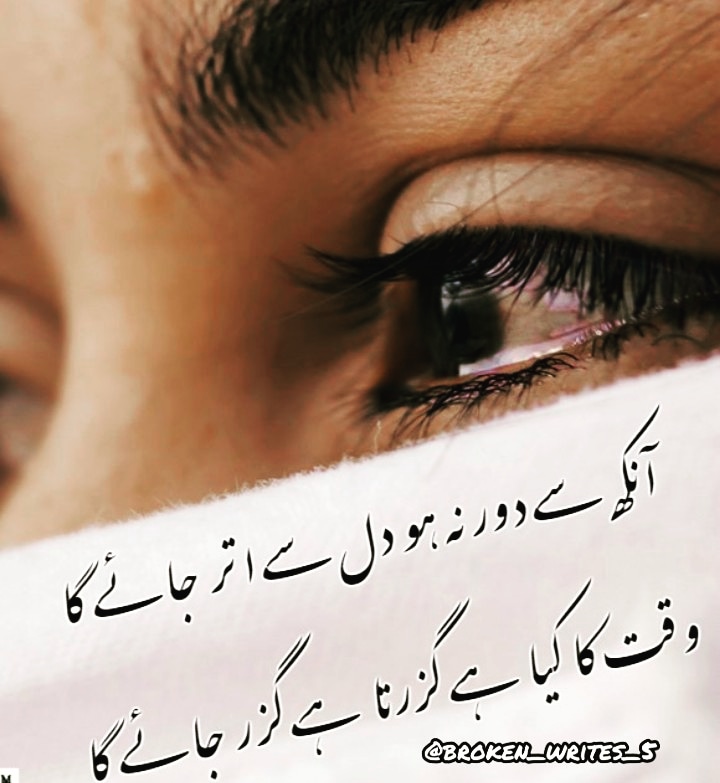 آنکھ سے دور نہ ہو دل سے اتر جائے گا
وقت کا کیا ہے گزرتا ہے گزر جائے گا
@BROKEN_WRITES_5
N